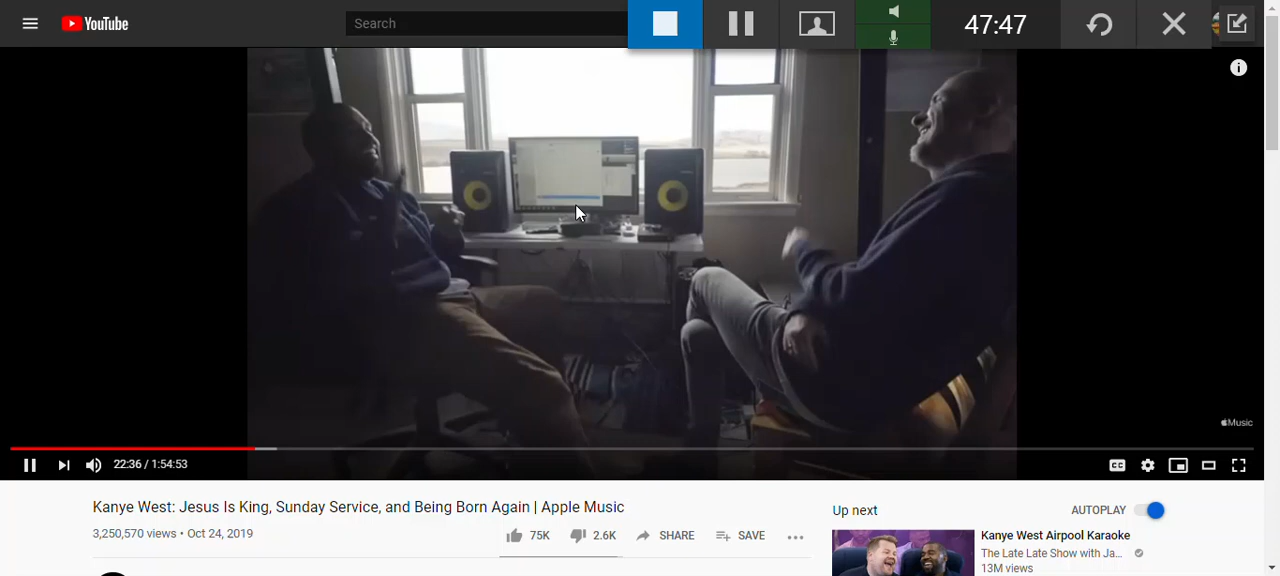 YouTube
Search
47:47
Music
22:36 / 1:54:53
CC
Kanye West: Jesus Is King, Sunday Service, and Being Born Again | Apple Music
3,250,570 views • Oct 24, 2019
75K
2.6K
SHARE
SAVE
Up next
AUTOPLAY
Kanye West Airpool Karaoke
The Late Late Show with Ja...
13M views